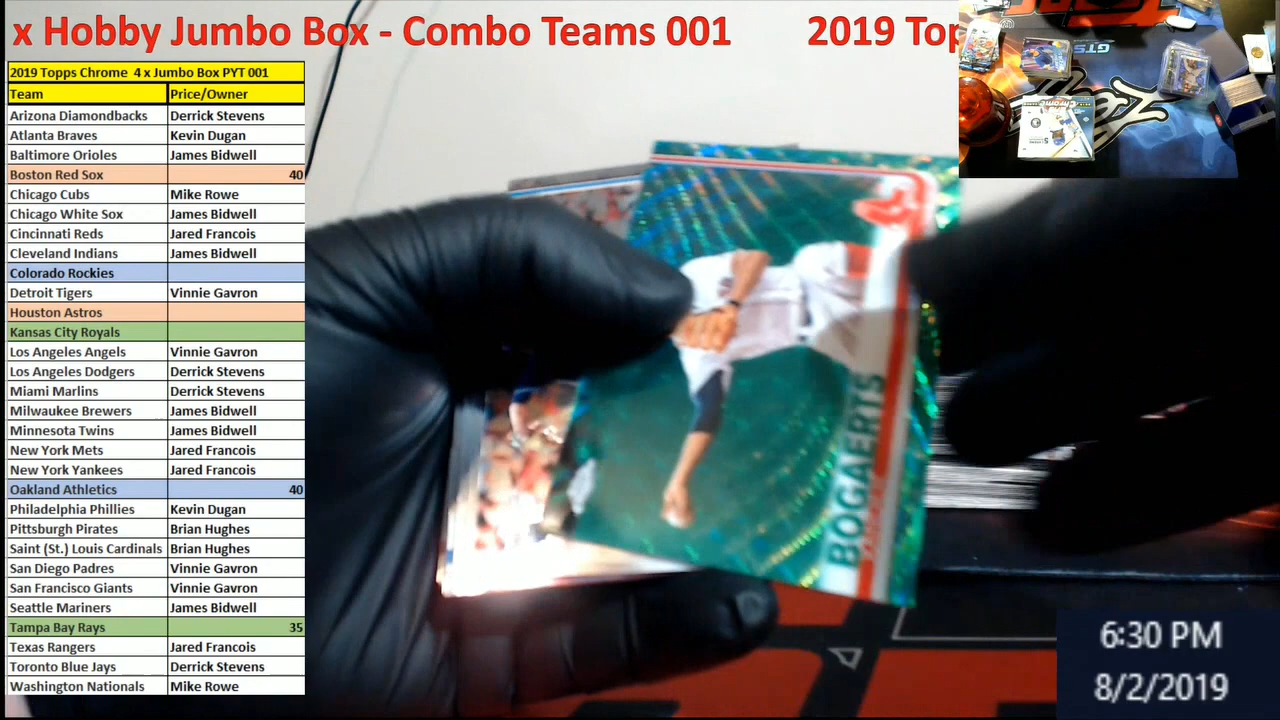 x Hobby Jumbo Box - Combo Teams 001 2019 Top
2019 Topps Chrome 4 x Jumbo Box PYT 001
Team Price/Owner
Arizona Diamondbacks Derrick Stevens
Atlanta Braves Kevin Dugan
Baltimore Orioles James Bidwell
Boston Red Sox 40
Chicago Cubs Mike Rowe
Chicago White Sox James Bidwell
Cincinnati Reds Jared Francois
Cleveland Indians James Bidwell
Colorado Rockies
Detroit Tigers Vinnie Gavron
Houston Astros
Kansas City Royals
Los Angeles Angels Vinnie Gavron
Los Angeles Dodgers Derrick Stevens
Miami Marlins Derrick Stevens
Milwaukee Brewers James Bidwell
Minnesota Twins James Bidwell
New York Mets Jared Francois
New York Yankees Jared Francois
Oakland Athletics 40
Philadelphia Phillies Kevin Dugan
Pittsburgh Pirates Brian Hughes
Saint (St.) Louis Cardinals Brian Hughes
San Diego Padres Vinnie Gavron
San Francisco Giants Vinnie Gavron
Seattle Mariners James Bidwell
Tampa Bay Rays 35
Texas Rangers Jared Francois
Toronto Blue Jays Derrick Stevens
Washington Nationals Mike Rowe
BOGAERTS
GTS
6:30 PM
8/2/2019